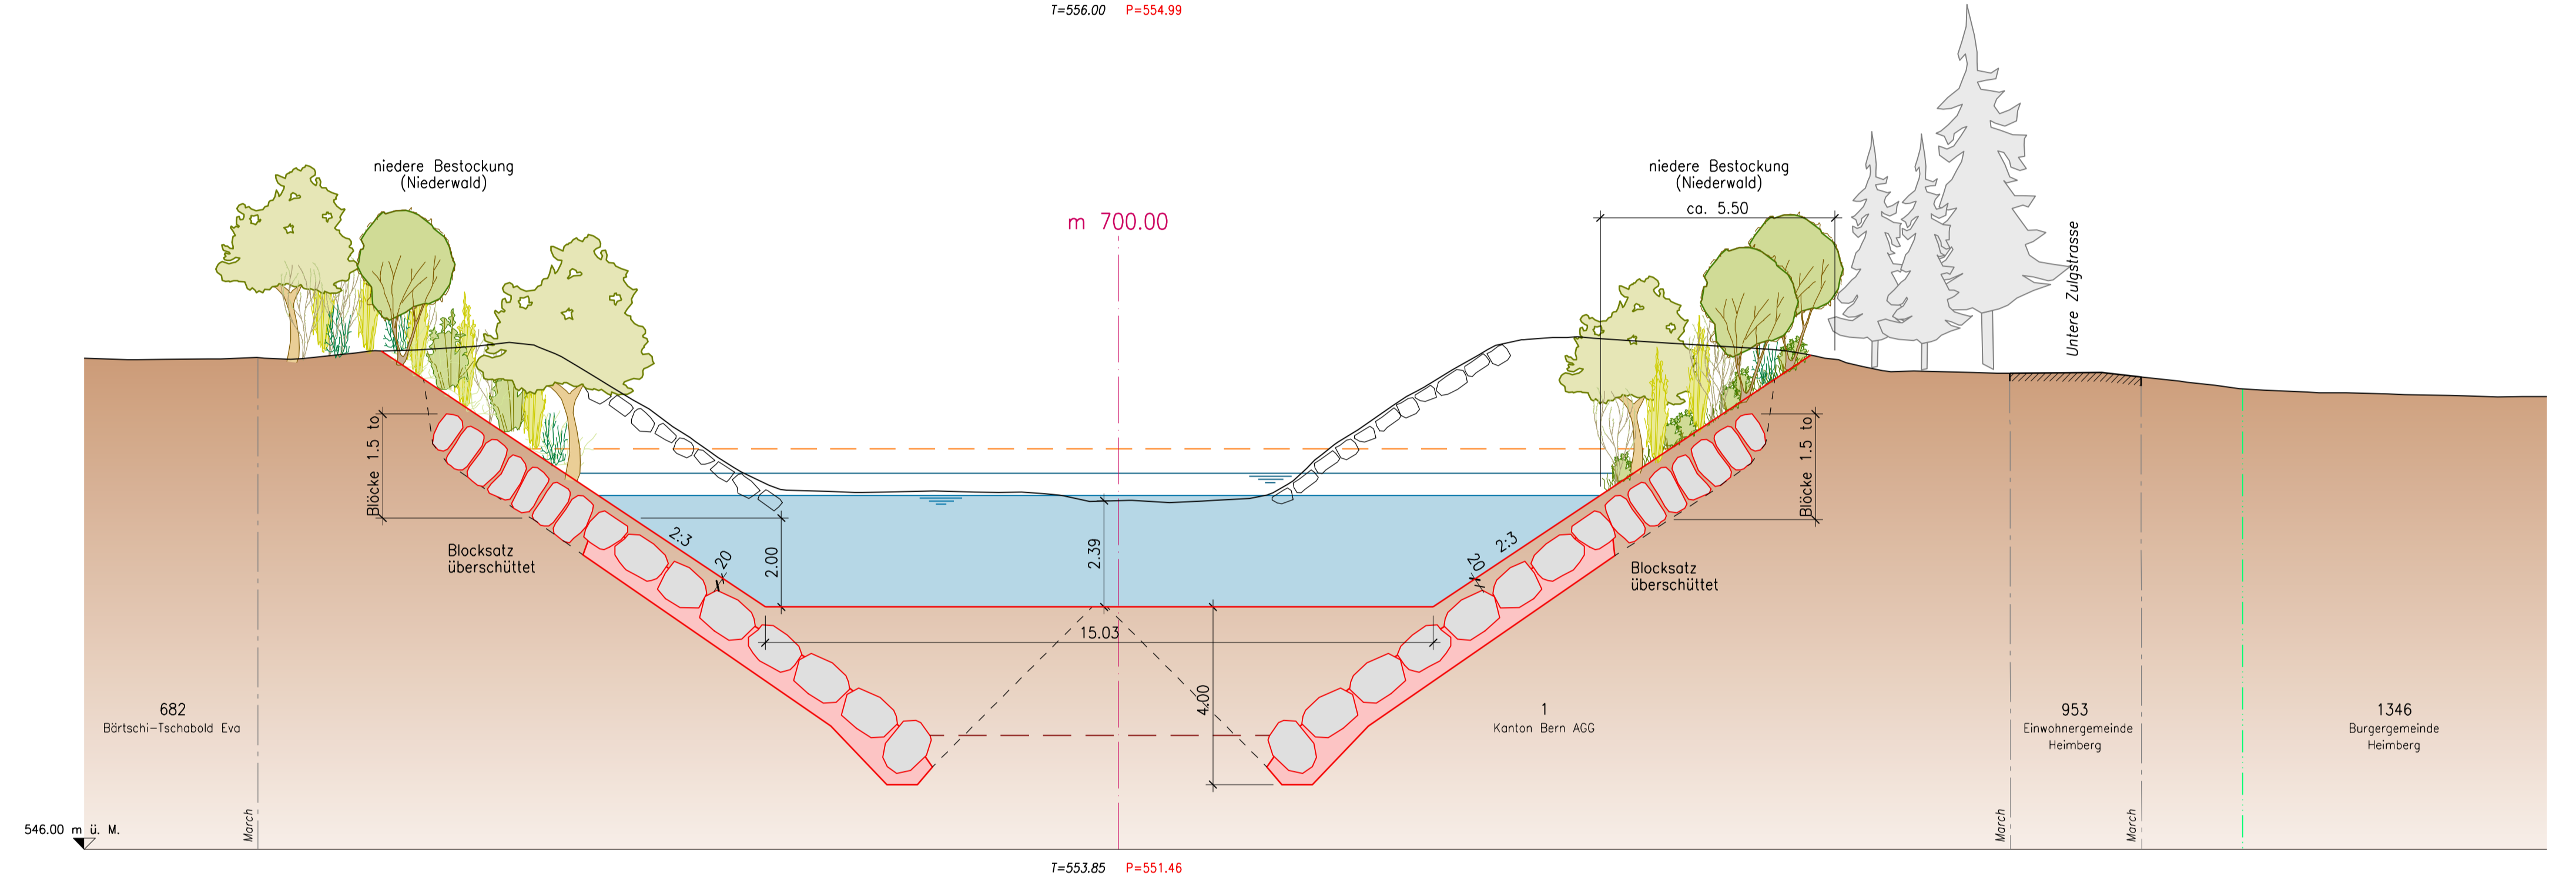 T=556.00 P=554.99
niedere Bestockung
(Niederwald)
niedere Bestockung
(Niederwald)
ca. 5.50
m 700.00
Untere Zulgstrasse
Blöcke 1.5 to
Blöcke 1.5 to
Blocksatz
überschüttet
2:3
20
2.00
2.39
20
2:3
Blocksatz
überschüttet
15.03
4.00
682
Bärtschi-Tschabold Eva
1
Kanton Bern AGG
953
Einwohnergemeinde
Heimberg
1346
Burgergemeinde
Heimberg
March
March
March
546.00 m ü. M.
T=553.85 P=551.46